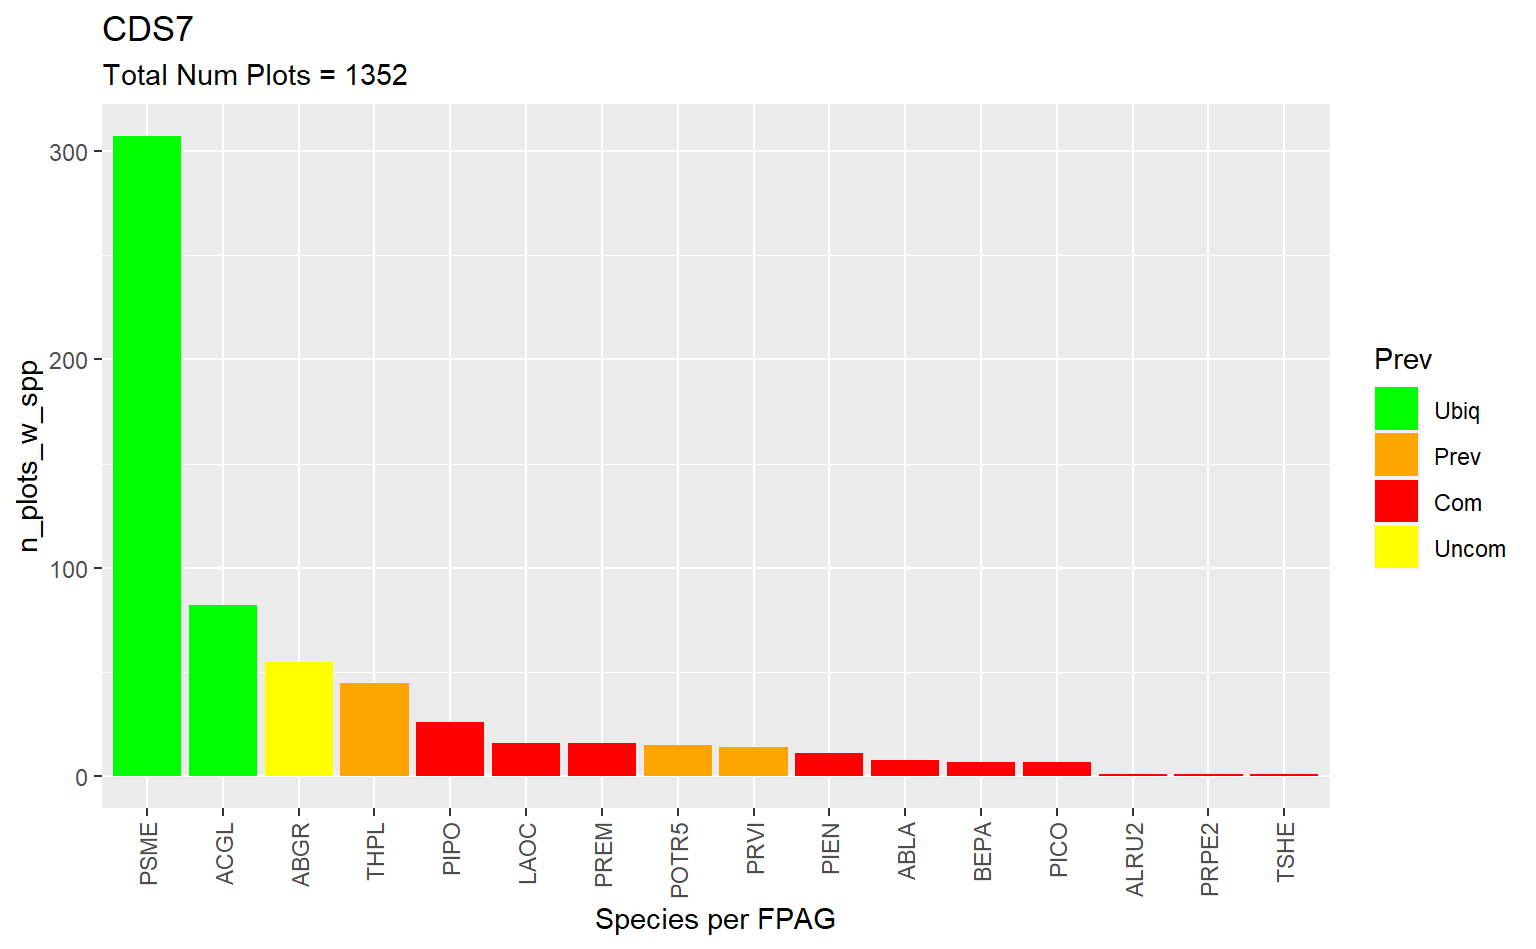 CDS7
Total Num Plots = 1352
n_plots_w_spp
300
200
100
0
PSME
ACGL
ABGR
THPL
PIPO
LAOC
PREM
POTR5
PRVI
PIEN
ABLA
BEPA
PICO
ALRU2
PRPE2
TSHE
Species per FPAG
Prev
Ubiq
Prev
Com
Uncom